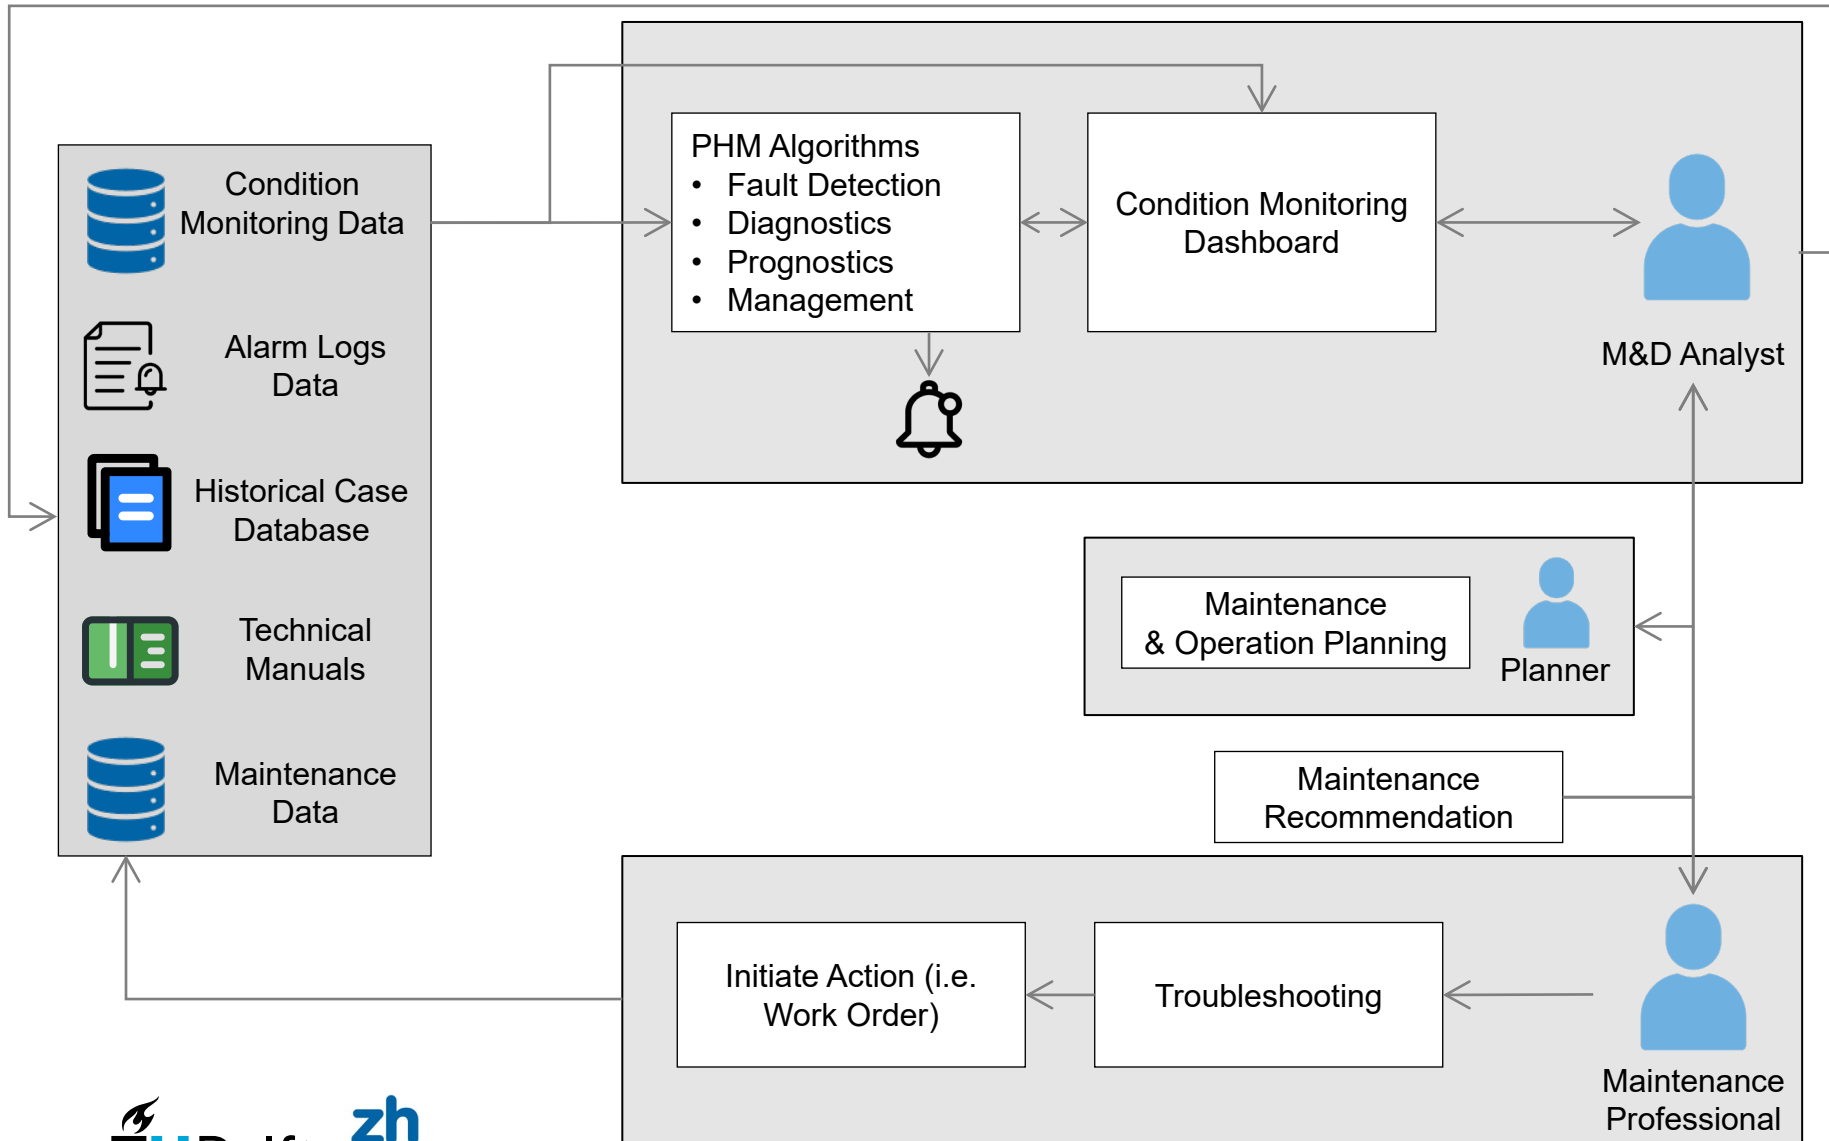 Condition
Monitoring Data
Alarm Logs
Data
Historical Case
Database
Technical
Manuals
Maintenance
Data
PHM Algorithms
• Fault Detection
• Diagnostics
• Prognostics
• Management
Condition Monitoring
Dashboard
M&D Analyst
Maintenance
& Operation Planning
Planner
Maintenance
Recommendation
Initiate Action (i.e.
Work Order)
Troubleshooting
Maintenance
Professional
zh